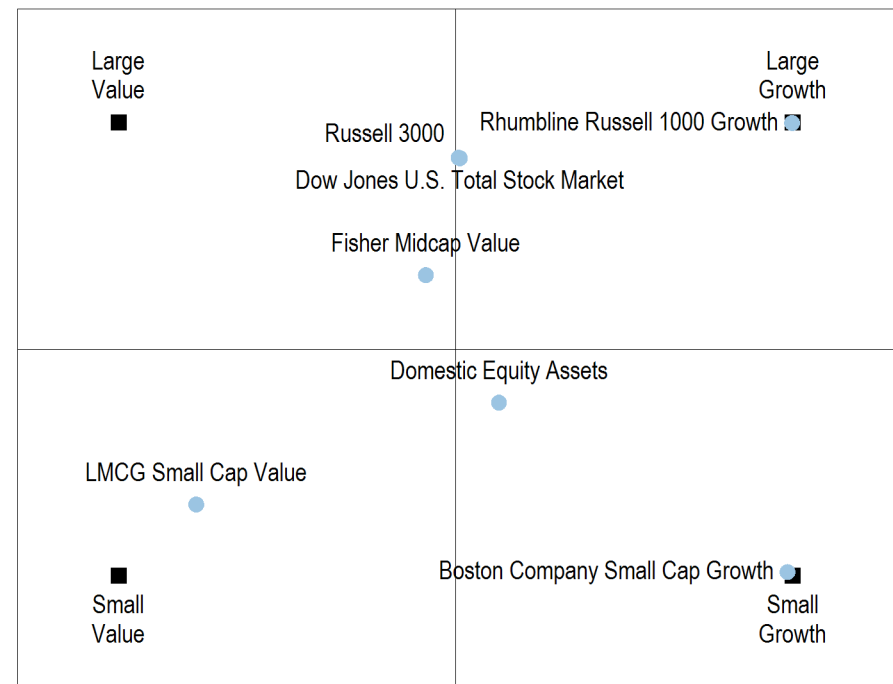 Large
Value
Large
Growth
Rhumbline Russell 1000 Growth
Russell 3000
Dow Jones U.S. Total Stock Market
Fisher Midcap Value
Domestic Equity Assets
LMCG Small Cap Value
Boston Company Small Cap Growth
Small
Value
Small
Growth